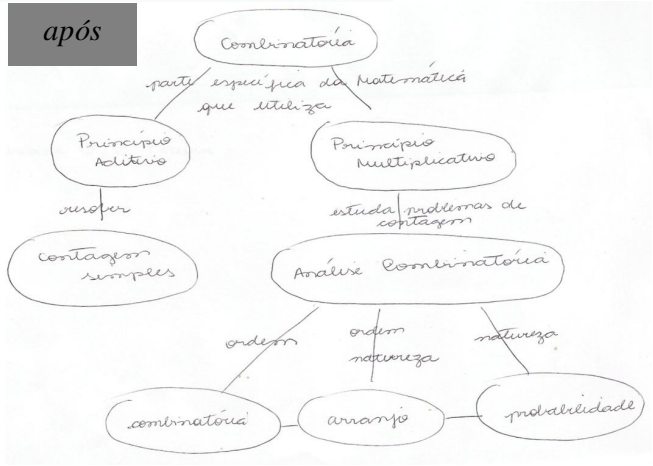 após
Combinatória
parte específica da Matemática
que utiliza
Princípio
Aditivo
Princípio
Multiplicativo
resolver
estuda problemas de
contagem
contagem
simples
Análise Combinatória
ordem
ordem
natureza
natureza
combinatória
arranjo
probabilidade